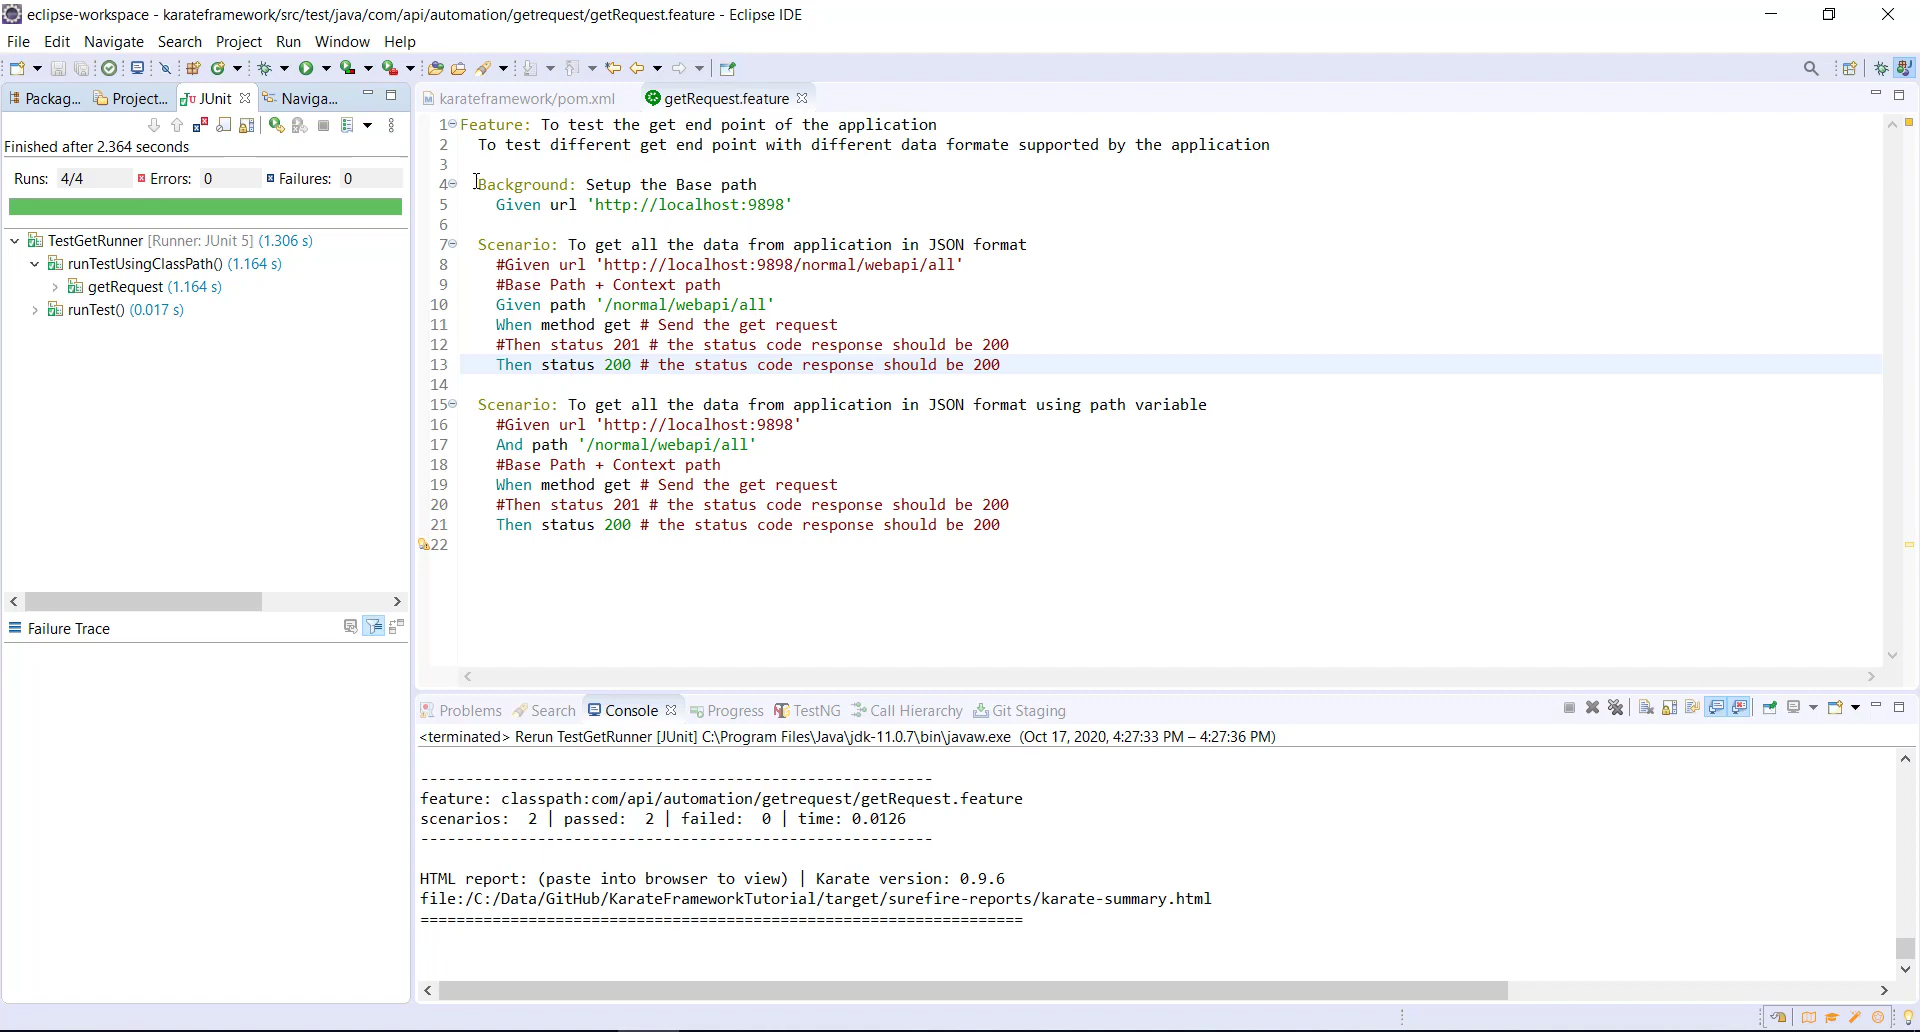 eclipse-workspace - karateframework/src/test/java/com/api/automation/getrequest/getRequest.feature - Eclipse IDE
File Edit Navigate Search Project Run Window Help
Packag... Project... JUnit Naviga...
karateframework/pom.xml getRequest.feature
Finished after 2.364 seconds
Runs: 4/4 Errors: 0 Failures: 0
TestGetRunner [Runner: JUnit 5] (1.306 s)
runTestUsingClassPath() (1.164 s)
getRequest (1.164 s)
runTest() (0.017 s)
Failure Trace
1 Feature: To test the get end point of the application
2 To test different get end point with different data formate supported by the application
3
4 Background: Setup the Base path
5 Given url 'http://localhost:9898'
6
7 Scenario: To get all the data from application in JSON format
8 #Given url 'http://localhost:9898/normal/webapi/all'
9 #Base Path + Context path
10 Given path '/normal/webapi/all'
11 When method get # Send the get request
12 #Then status 201 # the status code response should be 200
13 Then status 200 # the status code response should be 200
14
15 Scenario: To get all the data from application in JSON format using path variable
16 #Given url 'http://localhost:9898'
17 And path '/normal/webapi/all'
18 #Base Path + Context path
19 When method get # Send the get request
20 #Then status 201 # the status code response should be 200
21 Then status 200 # the status code response should be 200
22
Problems Search Console Progress TestNG Call Hierarchy Git Staging
<terminated> Rerun TestGetRunner [JUnit] C:\Program Files\Java\jdk-11.0.7\bin\javaw.exe (Oct 17, 2020, 4:27:33 PM – 4:27:36 PM)
---------------------------------------------------------
feature: classpath:com/api/automation/getrequest/getRequest.feature
scenarios: 2 | passed: 2 | failed: 0 | time: 0.0126
---------------------------------------------------------
HTML report: (paste into browser to view) | Karate version: 0.9.6
file:/C:/Data/GitHub/KarateFrameworkTutorial/target/surefire-reports/karate-summary.html
===================================================================